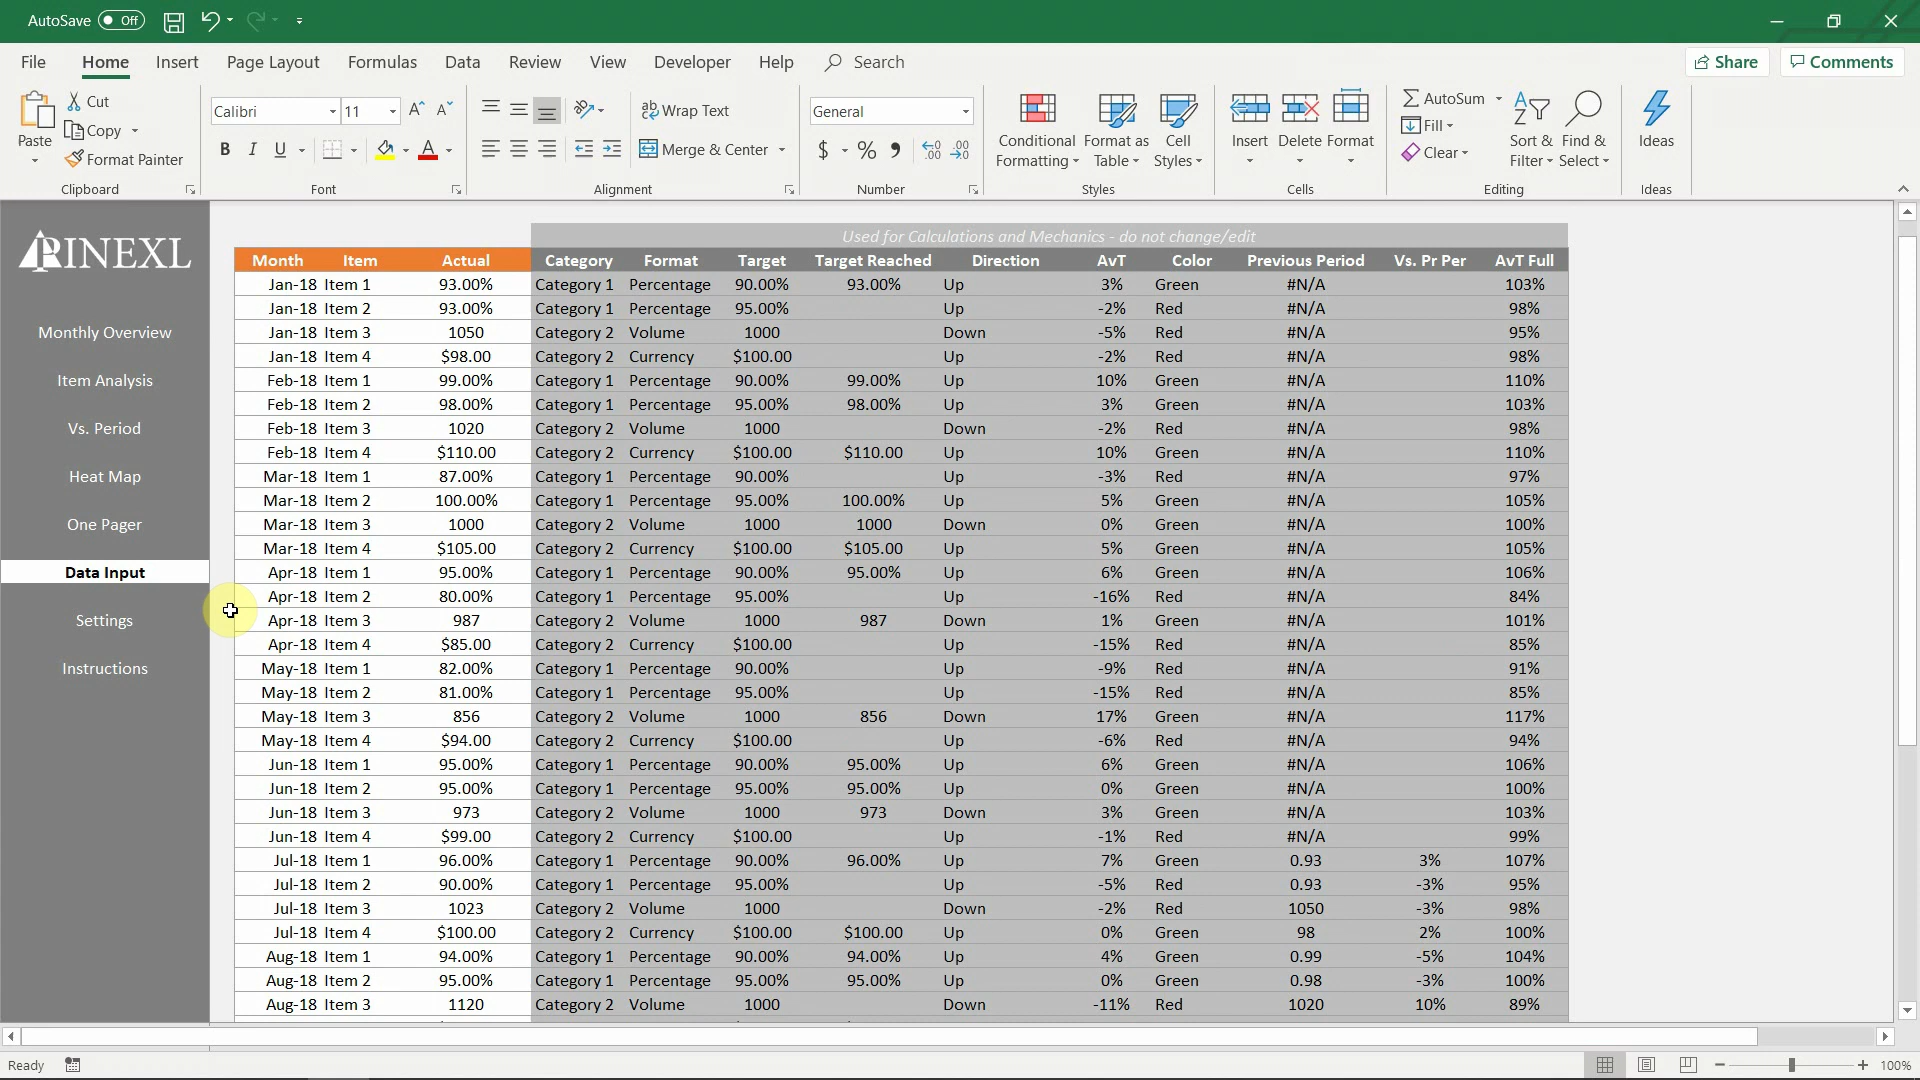 AutoSave Off
File Home Insert Page Layout Formulas Data Review View Developer Help Search Share Comments
Paste Cut Copy Format Painter Clipboard
Calibri 11 B I U A Font
Wrap Text Merge & Center Alignment
General $ % Number
Conditional Formatting Format as Table Cell Styles Styles
Insert Delete Format Cells
AutoSum Fill Clear Sort & Filter Find & Select Editing
Ideas Ideas
PINEXL
Monthly Overview
Item Analysis
Vs. Period
Heat Map
One Pager
Data Input
Settings
Instructions
Used for Calculations and Mechanics - do not change/edit
Month Item Actual Category Format Target Target Reached Direction AvT Color Previous Period Vs. Pr Per AvT Full
Jan-18 Item 1 93.00% Category 1 Percentage 90.00% 93.00% Up 3% Green #N/A 103%
Jan-18 Item 2 93.00% Category 1 Percentage 95.00% Up -2% Red #N/A 98%
Jan-18 Item 3 1050 Category 2 Volume 1000 Down -5% Red #N/A 95%
Jan-18 Item 4 $98.00 Category 2 Currency $100.00 Up -2% Red #N/A 98%
Feb-18 Item 1 99.00% Category 1 Percentage 90.00% 99.00% Up 10% Green #N/A 110%
Feb-18 Item 2 98.00% Category 1 Percentage 95.00% 98.00% Up 3% Green #N/A 103%
Feb-18 Item 3 1020 Category 2 Volume 1000 Down -2% Red #N/A 98%
Feb-18 Item 4 $110.00 Category 2 Currency $100.00 $110.00 Up 10% Green #N/A 110%
Mar-18 Item 1 87.00% Category 1 Percentage 90.00% Up -3% Red #N/A 97%
Mar-18 Item 2 100.00% Category 1 Percentage 95.00% 100.00% Up 5% Green #N/A 105%
Mar-18 Item 3 1000 Category 2 Volume 1000 1000 Down 0% Green #N/A 100%
Mar-18 Item 4 $105.00 Category 2 Currency $100.00 $105.00 Up 5% Green #N/A 105%
Apr-18 Item 1 95.00% Category 1 Percentage 90.00% 95.00% Up 6% Green #N/A 106%
Apr-18 Item 2 80.00% Category 1 Percentage 95.00% Up -16% Red #N/A 84%
Apr-18 Item 3 987 Category 2 Volume 1000 987 Down 1% Green #N/A 101%
Apr-18 Item 4 $85.00 Category 2 Currency $100.00 Up -15% Red #N/A 85%
May-18 Item 1 82.00% Category 1 Percentage 90.00% Up -9% Red #N/A 91%
May-18 Item 2 81.00% Category 1 Percentage 95.00% Up -15% Red #N/A 85%
May-18 Item 3 856 Category 2 Volume 1000 856 Down 17% Green #N/A 117%
May-18 Item 4 $94.00 Category 2 Currency $100.00 Up -6% Red #N/A 94%
Jun-18 Item 1 95.00% Category 1 Percentage 90.00% 95.00% Up 6% Green #N/A 106%
Jun-18 Item 2 95.00% Category 1 Percentage 95.00% 95.00% Up 0% Green #N/A 100%
Jun-18 Item 3 973 Category 2 Volume 1000 973 Down 3% Green #N/A 103%
Jun-18 Item 4 $99.00 Category 2 Currency $100.00 Up -1% Red #N/A 99%
Jul-18 Item 1 96.00% Category 1 Percentage 90.00% 96.00% Up 7% Green 0.93 3% 107%
Jul-18 Item 2 90.00% Category 1 Percentage 95.00% Up -5% Red 0.93 -3% 95%
Jul-18 Item 3 1023 Category 2 Volume 1000 Down -2% Red 1050 -3% 98%
Jul-18 Item 4 $100.00 Category 2 Currency $100.00 $100.00 Up 0% Green 98 2% 100%
Aug-18 Item 1 94.00% Category 1 Percentage 90.00% 94.00% Up 4% Green 0.99 -5% 104%
Aug-18 Item 2 95.00% Category 1 Percentage 95.00% 95.00% Up 0% Green 0.98 -3% 100%
Aug-18 Item 3 1120 Category 2 Volume 1000 Down -11% Red 1020 10% 89%
Ready 100%